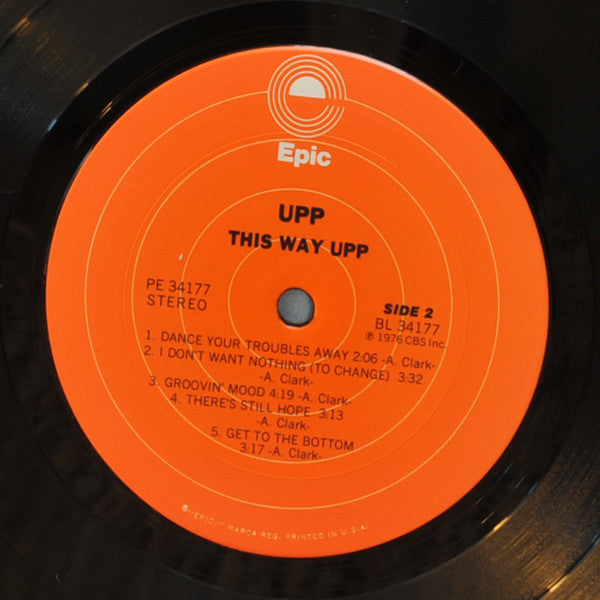 Epic
UPP
THIS WAY UPP
PE 34177
STEREO
SIDE 2
BL 34177
℗ 1976 CBS Inc.
1. DANCE YOUR TROUBLES AWAY 2:06 -A. Clark-
2. I DON'T WANT NOTHING (TO CHANGE) 3:32
-A. Clark-
3. GROOVIN' MOOD 4:19 -A. Clark-
4. THERE'S STILL HOPE 3:13
-A. Clark-
5. GET TO THE BOTTOM
3:17 -A. Clark-
®"EPIC," MARCA REG. PRINTED IN U.S.A.